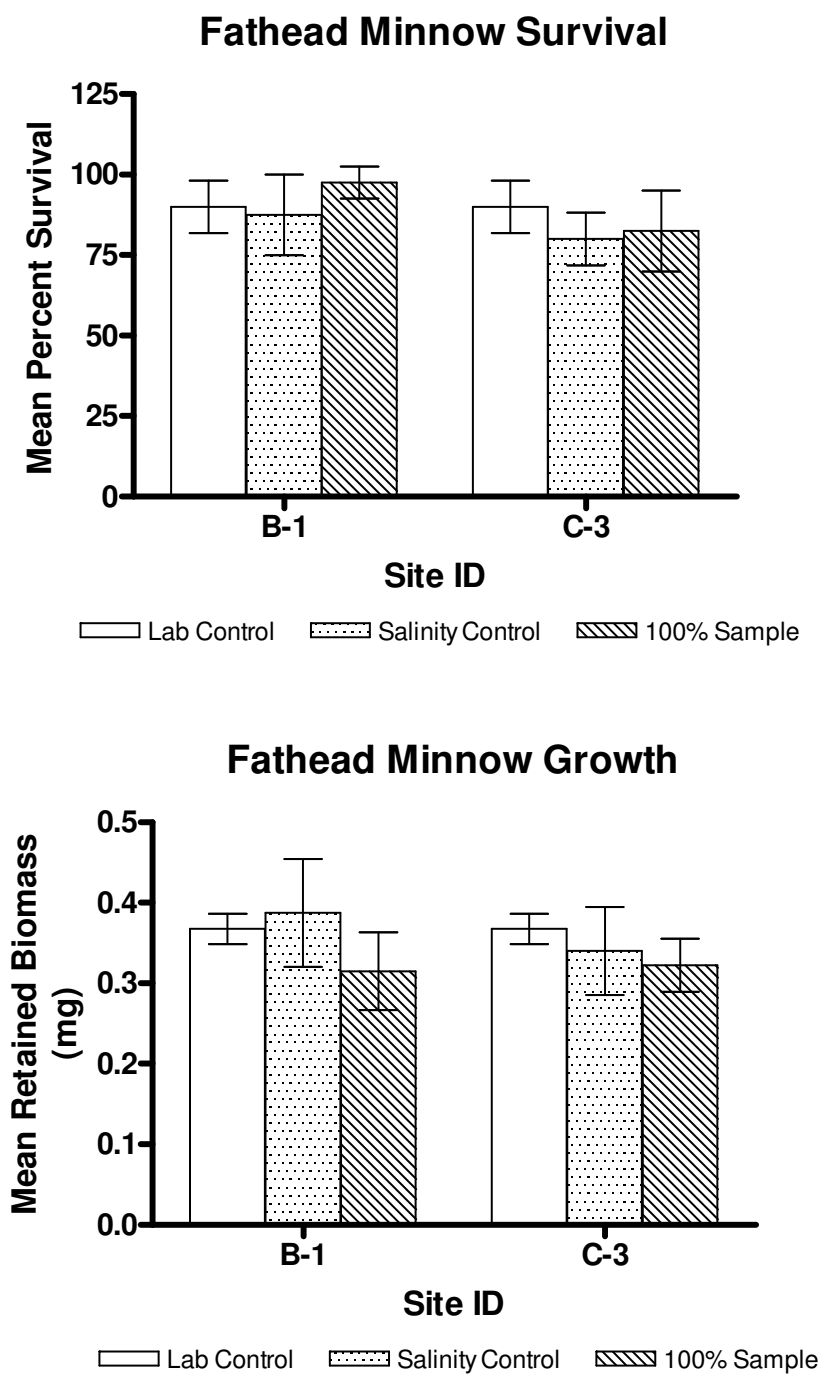 Fathead Minnow Survival
Mean Percent Survival
125
100
75
50
25
0
B-1 C-3
Site ID
Lab Control Salinity Control 100% Sample
Fathead Minnow Growth
Mean Retained Biomass
(mg)
0.5
0.4
0.3
0.2
0.1
0.0
B-1 C-3
Site ID
Lab Control Salinity Control 100% Sample